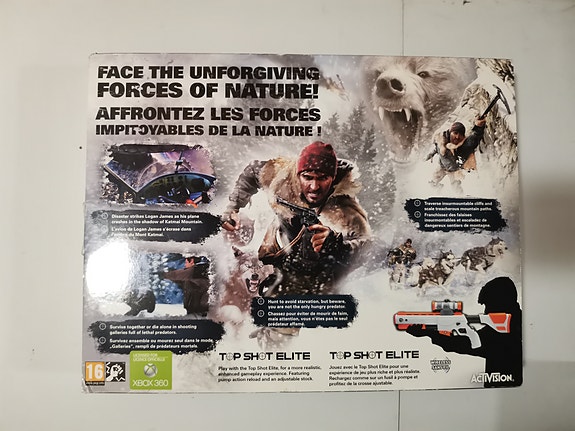 FACE THE UNFORGIVING
FORCES OF NATURE!
AFFRONTEZ LES FORCES
IMPITOYABLES DE LA NATURE !
Disaster strikes Logan James as his plane
crashes in the shadow of Katmai Mountain.
L'avion de Logan James s'écrase dans
l'ombre du Mont Katmai.
Traverse insurmountable cliffs and
scale treacherous mountain paths.
Franchissez des falaises
insurmontables et escaladez de
dangereux sentiers de montagne.
Hunt to avoid starvation, but beware,
you are not the only hungry predator.
Chassez pour éviter de mourir de faim,
mais attention, vous n'êtes pas le seul
prédateur affamé.
Survive together or die alone in shooting
galleries full of lethal predators.
Survivez ensemble ou mourez seul dans le mode
„Galleries", rempli de prédateurs mortels.
TOP SHOT ELITE
Play with the Top Shot Elite, for a more realistic,
enhanced gameplay experience. Featuring
pump action reload and an adjustable stock.
TOP SHOT ELITE
Jouez avec le Top Shot Elite pour une
expérience de jeu plus riche et plus réaliste.
Rechargez comme sur un fusil à pompe et
profitez de la crosse ajustable.
WIRELESS
SANS FIL
16
www.pegi.info
XBOX 360
ACTIVISION